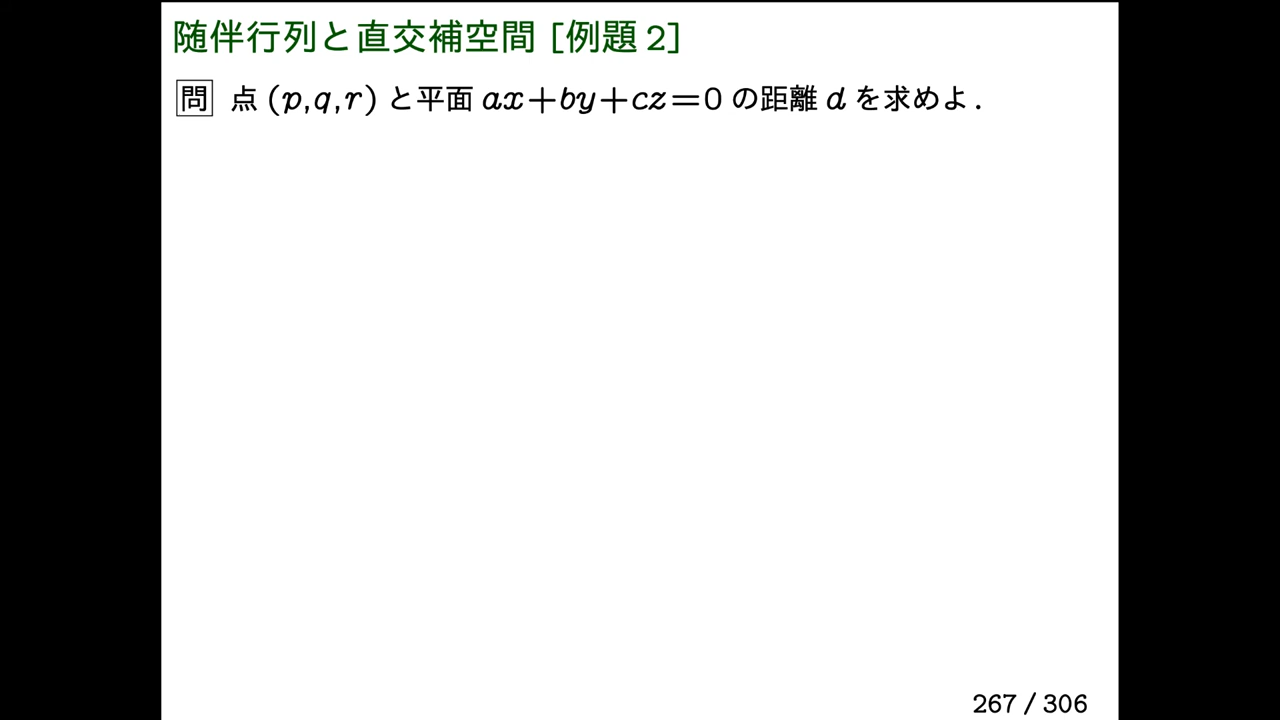 随伴行列と直交補空間 [例題 2]
問 点 (p,q,r) と平面 ax+by+cz=0 の距離 d を求めよ.
267 / 306